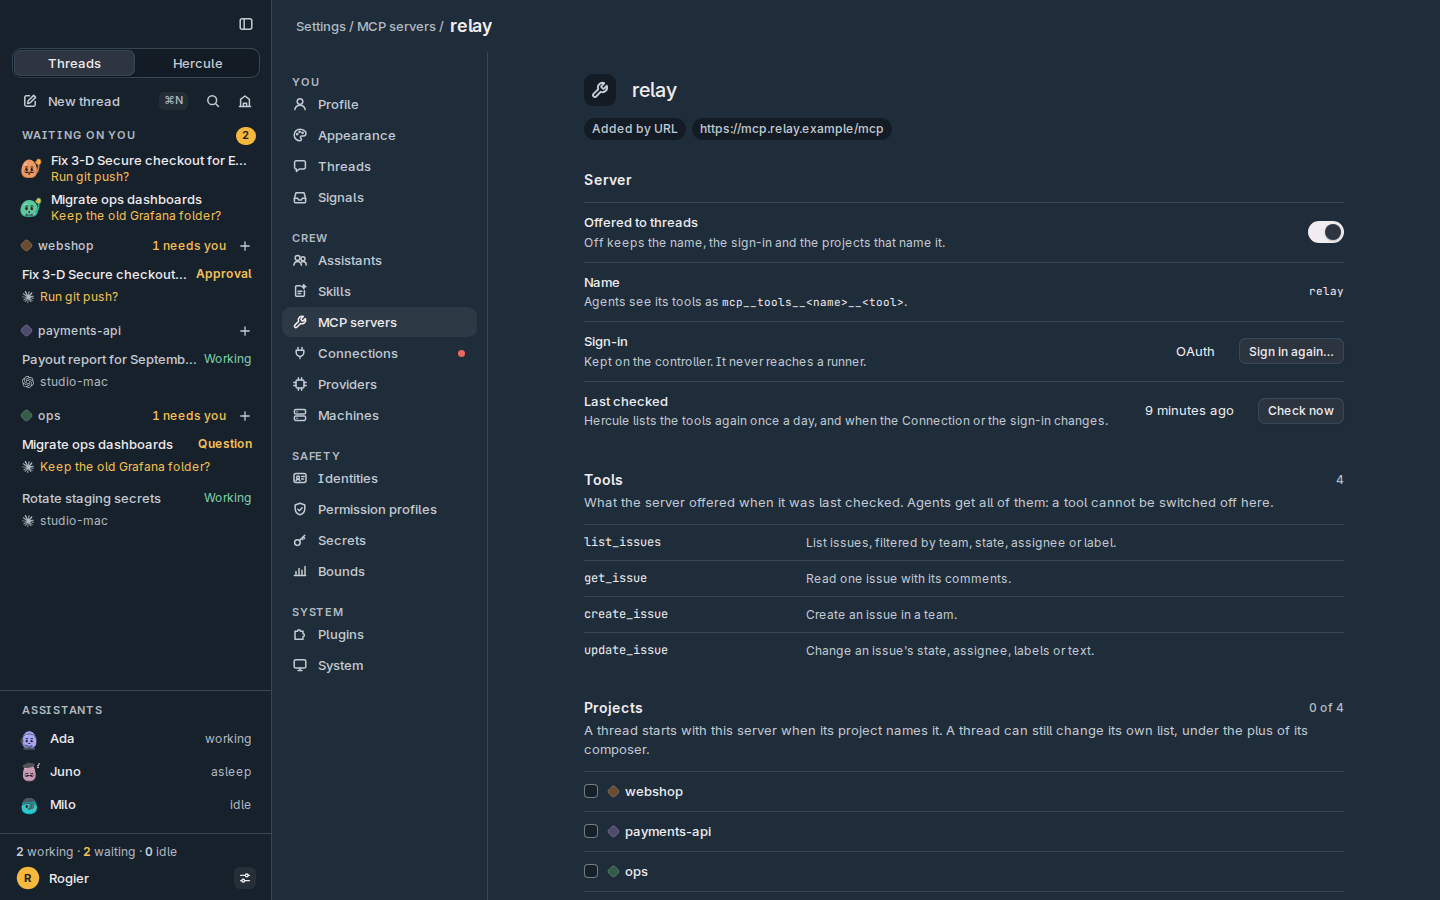 Threads
Hercule
New thread
⌘N
WAITING ON YOU
2
Fix 3-D Secure checkout for E...
Run git push?
Migrate ops dashboards
Keep the old Grafana folder?
webshop
1 needs you
Fix 3-D Secure checkout...
Approval
Run git push?
payments-api
Payout report for Septemb...
Working
studio-mac
ops
1 needs you
Migrate ops dashboards
Question
Keep the old Grafana folder?
Rotate staging secrets
Working
studio-mac
ASSISTANTS
Ada
working
Juno
asleep
Milo
idle
2 working · 2 waiting · 0 idle
R
Rogier
Settings / MCP servers / relay
YOU
Profile
Appearance
Threads
Signals
CREW
Assistants
Skills
MCP servers
Connections
Providers
Machines
SAFETY
Identities
Permission profiles
Secrets
Bounds
SYSTEM
Plugins
System
relay
Added by URL
https://mcp.relay.example/mcp
Server
Offered to threads
Off keeps the name, the sign-in and the projects that name it.
Name
Agents see its tools as mcp__tools__<name>__<tool>.
relay
Sign-in
Kept on the controller. It never reaches a runner.
OAuth
Sign in again...
Last checked
Hercule lists the tools again once a day, and when the Connection or the sign-in changes.
9 minutes ago
Check now
Tools
4
What the server offered when it was last checked. Agents get all of them: a tool cannot be switched off here.
list_issues
List issues, filtered by team, state, assignee or label.
get_issue
Read one issue with its comments.
create_issue
Create an issue in a team.
update_issue
Change an issue's state, assignee, labels or text.
Projects
0 of 4
A thread starts with this server when its project names it. A thread can still change its own list, under the plus of its
composer.
webshop
payments-api
ops